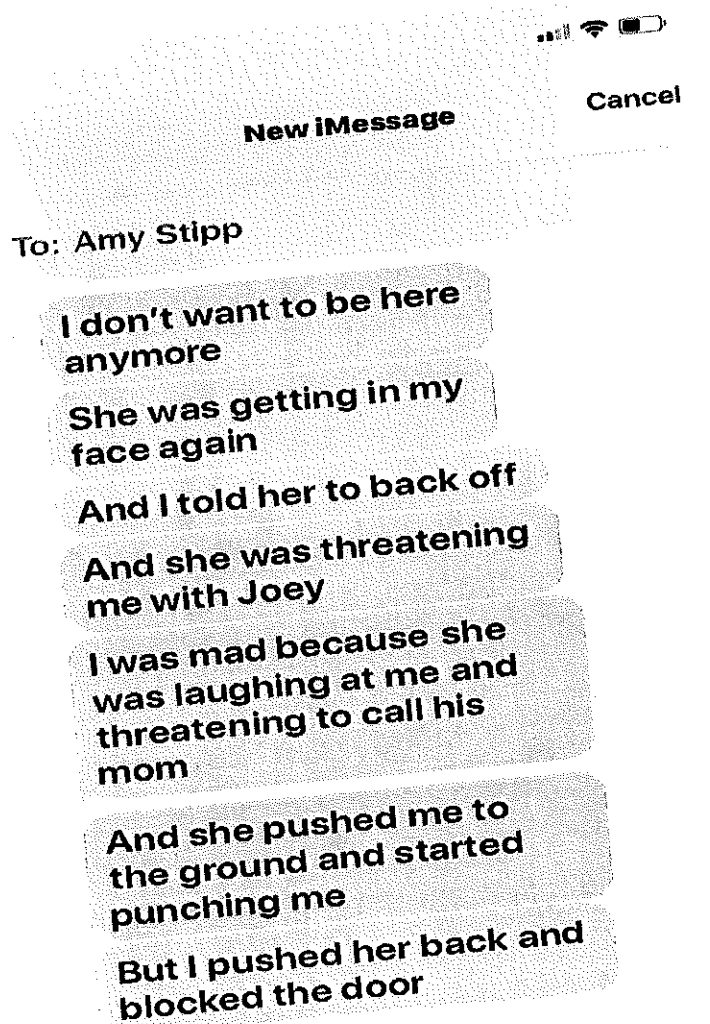 New iMessage
Cancel
To: Amy Stipp
I don't want to be here
anymore
She was getting in my
face again
And I told her to back off
And she was threatening
me with Joey
I was mad because she
was laughing at me and
threatening to call his
mom
And she pushed me to
the ground and started
punching me
But I pushed her back and
blocked the door